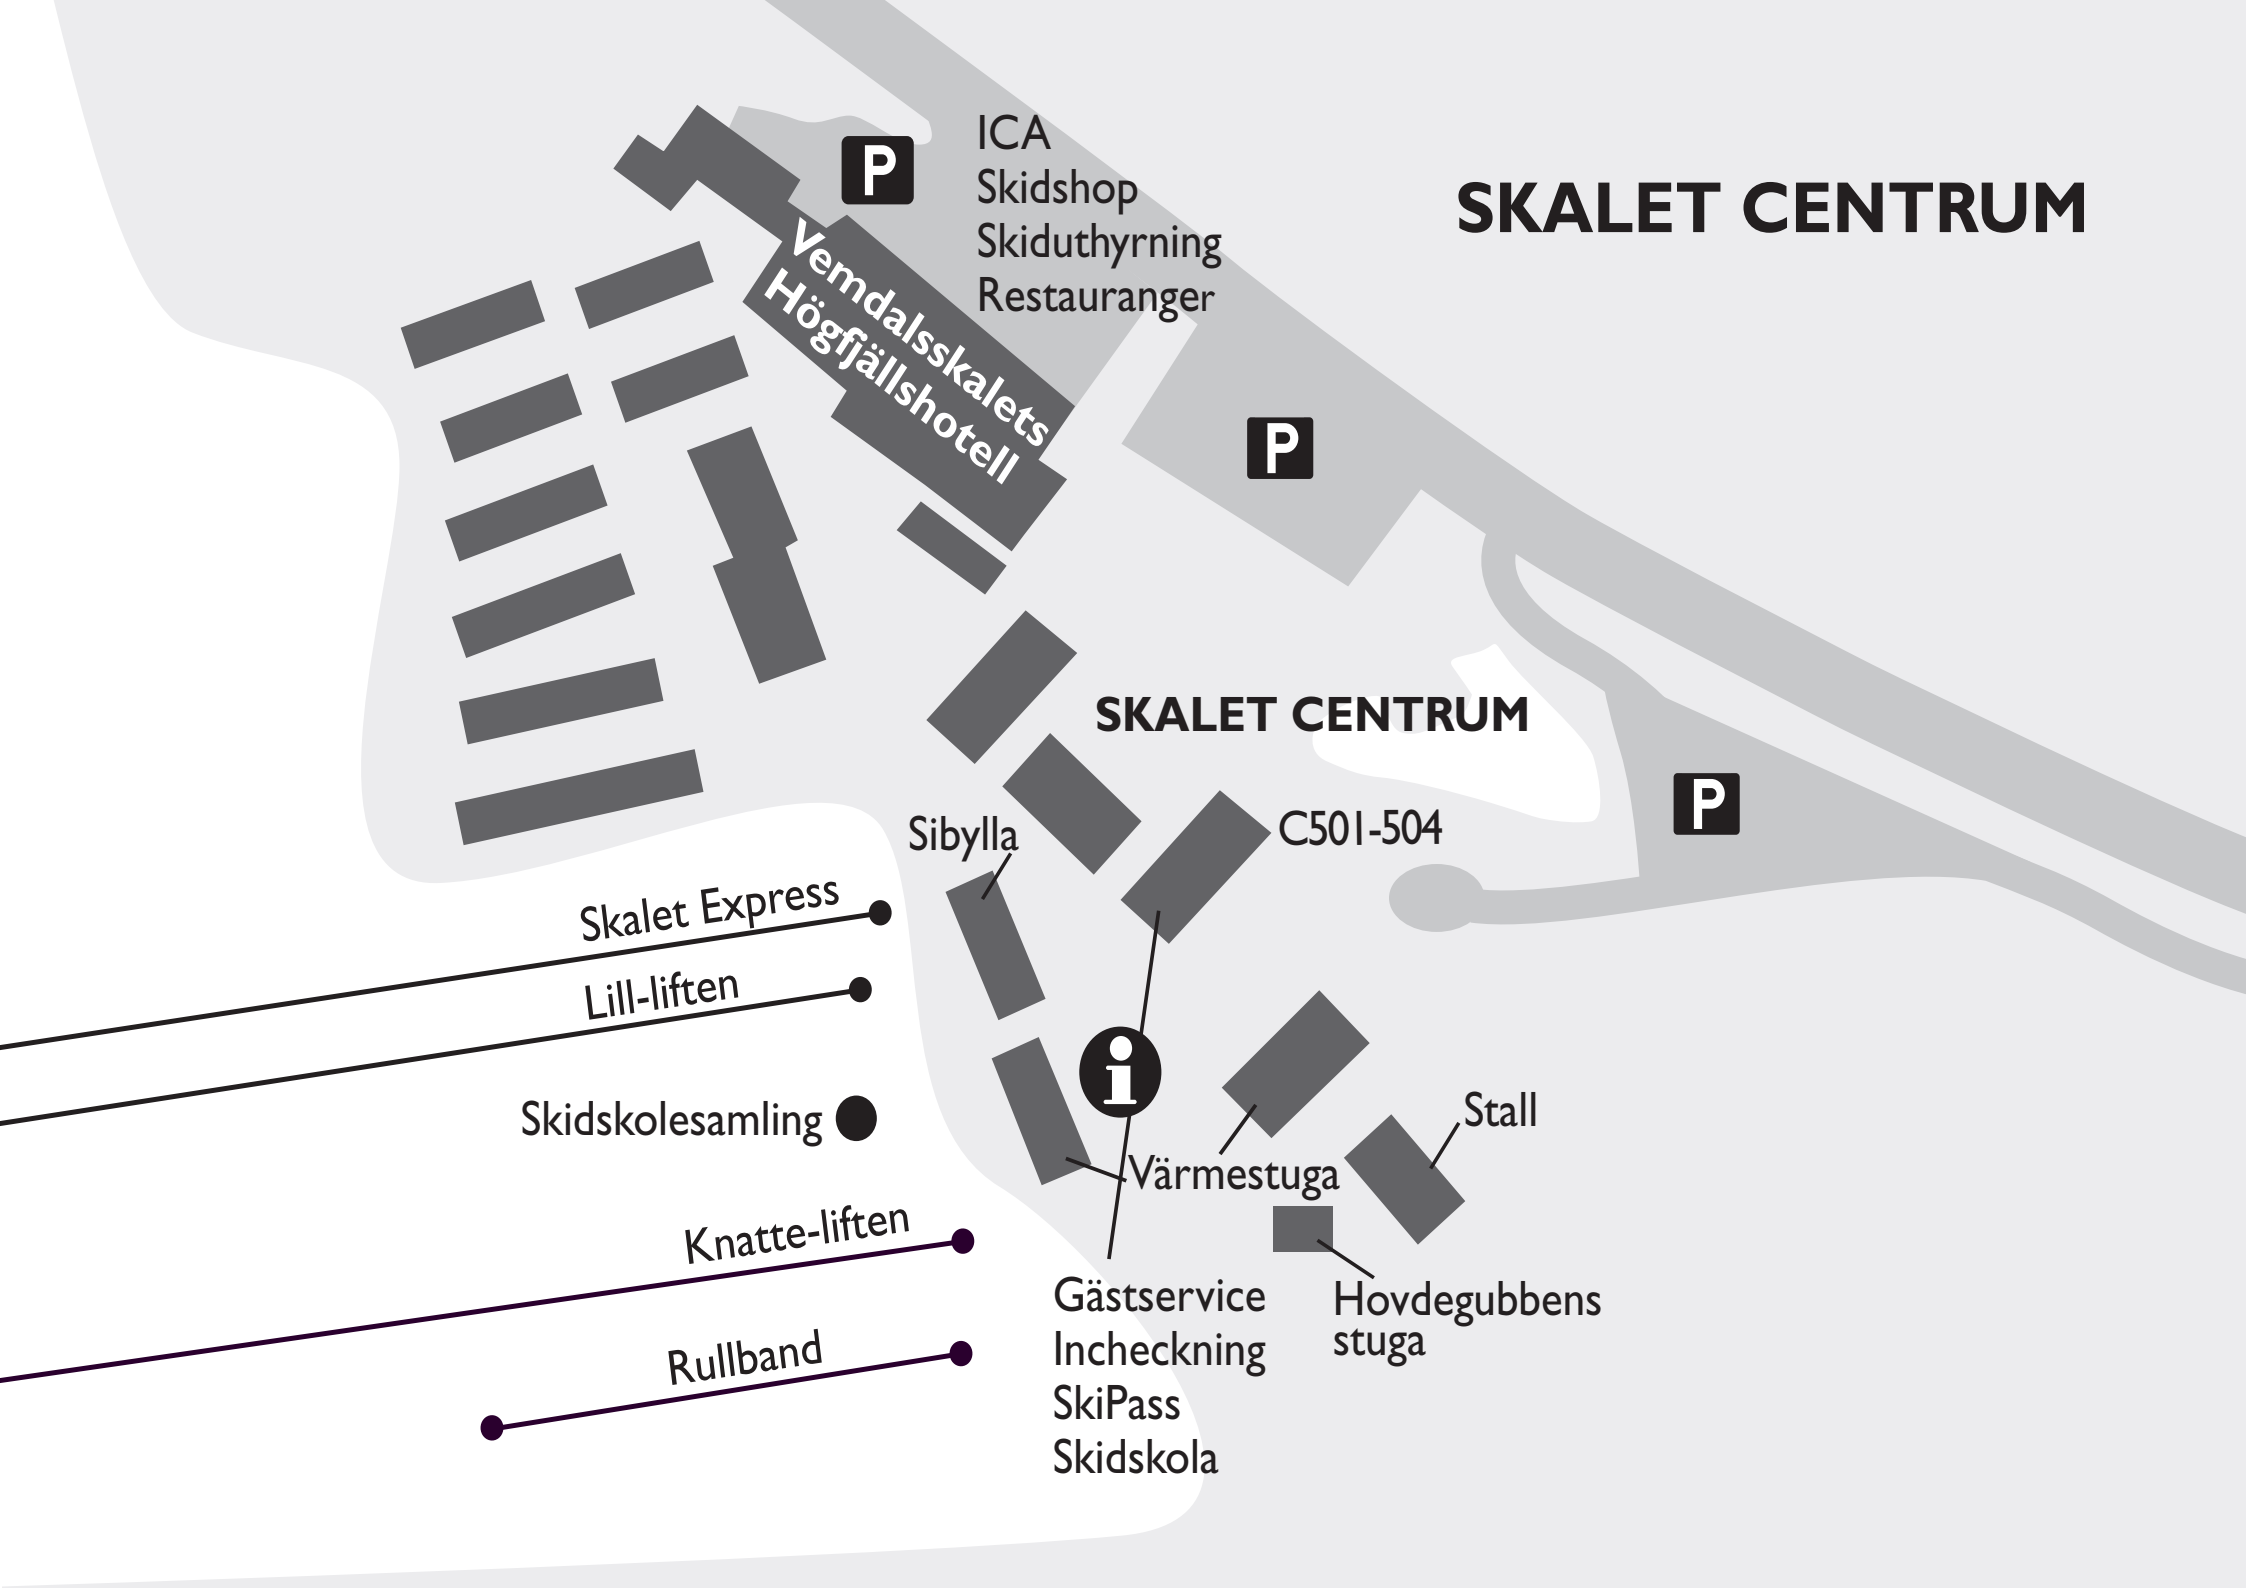 P
ICA
Skidshop
Skiduthyrning
Restauranger
SKALET CENTRUM
Vemdalsskalets
Högfjällshotell
P
SKALET CENTRUM
P
Sibylla
C501-504
Skalet Express
Lill-liften
i
Skidskolesamling
Stall
Värmestuga
Knatte-liften
Gästservice
Incheckning
SkiPass
Skidskola
Hovdegubbens
stuga
Rullband